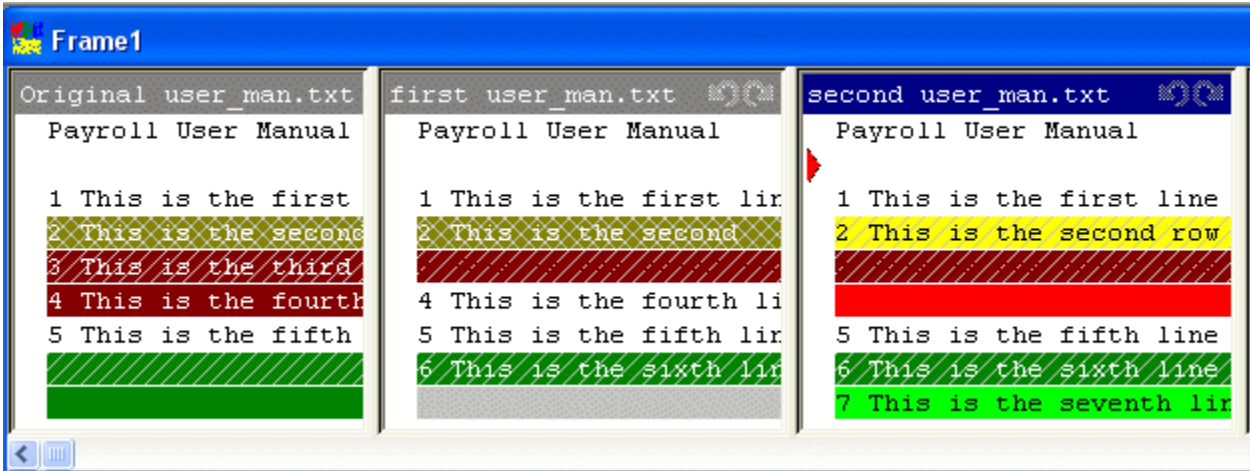 Frame1
Original user_man.txt
Payroll User Manual
1 This is the first
2 This is the second
3 This is the third
4 This is the fourth
5 This is the fifth
first user_man.txt
Payroll User Manual
1 This is the first lin
2 This is the second
4 This is the fourth li
5 This is the fifth lin
6 This is the sixth lin
second user_man.txt
Payroll User Manual
1 This is the first line
2 This is the second row
5 This is the fifth line
6 This is the sixth line
7 This is the seventh lin